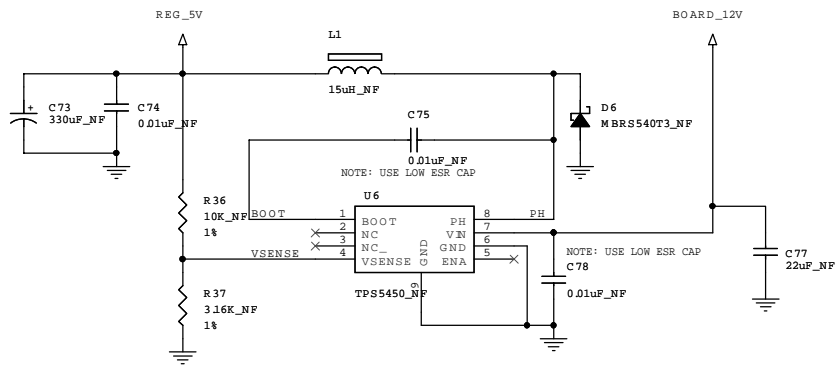 REG_5V
BOARD_12V
L1
15uH_NF
C73
330uF_NF
C74
0.01uF_NF
C75
0.01uF_NF
NOTE: USE LOW ESR CAP
D6
MBRS540T3_NF
R36
10K_NF
1%
U6
BOOT
1
BOOT
PH
8
PH
2
NC
VIN
7
3
NC_
GND
6
VSENSE
4
VSENSE
ENA
5
GND
9
TPS5450_NF
NOTE: USE LOW ESR CAP
C78
0.01uF_NF
C77
22uF_NF
R37
3.16K_NF
1%
+